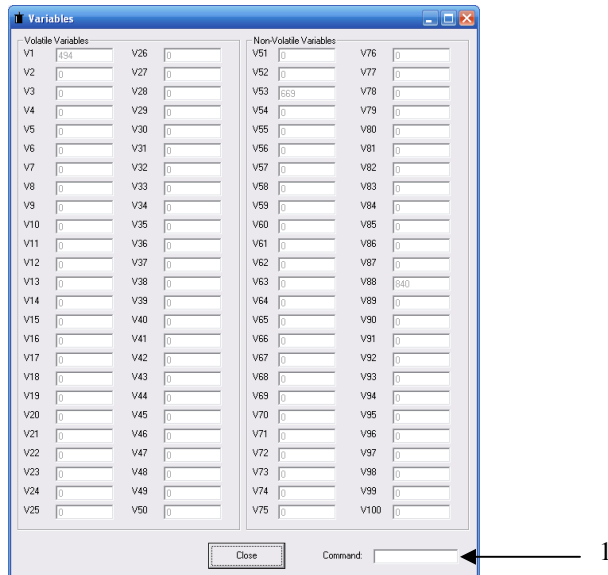 Variables
Volatile Variables Non-Volatile Variables
V1 494 V26 0 V51 0 V76 0
V2 0 V27 0 V52 0 V77 0
V3 0 V28 0 V53 669 V78 0
V4 0 V29 0 V54 0 V79 0
V5 0 V30 0 V55 0 V80 0
V6 0 V31 0 V56 0 V81 0
V7 0 V32 0 V57 0 V82 0
V8 0 V33 0 V58 0 V83 0
V9 0 V34 0 V59 0 V84 0
V10 0 V35 0 V60 0 V85 0
V11 0 V36 0 V61 0 V86 0
V12 0 V37 0 V62 0 V87 0
V13 0 V38 0 V63 0 V88 840
V14 0 V39 0 V64 0 V89 0
V15 0 V40 0 V65 0 V90 0
V16 0 V41 0 V66 0 V91 0
V17 0 V42 0 V67 0 V92 0
V18 0 V43 0 V68 0 V93 0
V19 0 V44 0 V69 0 V94 0
V20 0 V45 0 V70 0 V95 0
V21 0 V46 0 V71 0 V96 0
V22 0 V47 0 V72 0 V97 0
V23 0 V48 0 V73 0 V98 0
V24 0 V49 0 V74 0 V99 0
V25 0 V50 0 V75 0 V100 0
Close Command: 1